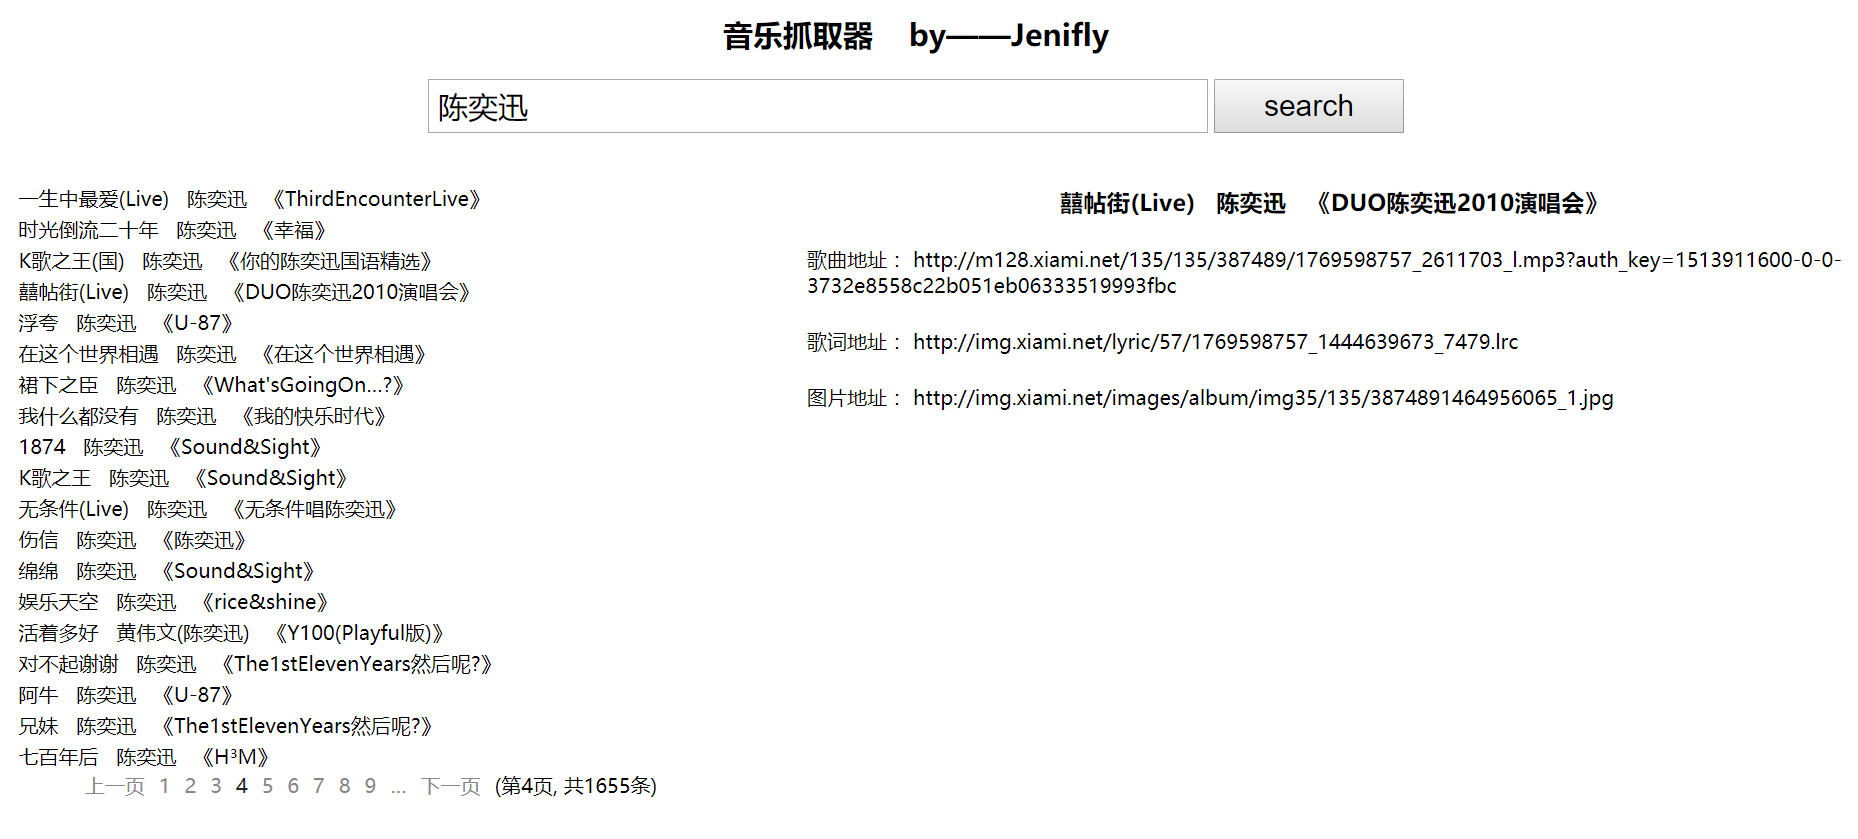 音乐抓取器 by——Jenifly
陈奕迅 search
一生中最爱(Live) 陈奕迅 《ThirdEncounterLive》
时光倒流二十年 陈奕迅 《幸福》
K歌之王(国) 陈奕迅 《你的陈奕迅国语精选》
囍帖街(Live) 陈奕迅 《DUO陈奕迅2010演唱会》
浮夸 陈奕迅 《U-87》
在这个世界相遇 陈奕迅 《在这个世界相遇》
裙下之臣 陈奕迅 《What'sGoingOn...?》
我什么都没有 陈奕迅 《我的快乐时代》
1874 陈奕迅 《Sound&Sight》
K歌之王 陈奕迅 《Sound&Sight》
无条件(Live) 陈奕迅 《无条件唱陈奕迅》
伤信 陈奕迅 《陈奕迅》
绵绵 陈奕迅 《Sound&Sight》
娱乐天空 陈奕迅 《rice&shine》
活着多好 黄伟文(陈奕迅) 《Y100(Playful版)》
对不起谢谢 陈奕迅 《The1stElevenYears然后呢?》
阿牛 陈奕迅 《U-87》
兄妹 陈奕迅 《The1stElevenYears然后呢?》
七百年后 陈奕迅 《H³M》
上一页 1 2 3 4 5 6 7 8 9 ... 下一页 (第4页, 共1655条)
囍帖街(Live) 陈奕迅 《DUO陈奕迅2010演唱会》
歌曲地址： http://m128.xiami.net/135/135/387489/1769598757_2611703_l.mp3?auth_key=1513911600-0-0-
3732e8558c22b051eb06333519993fbc
歌词地址： http://img.xiami.net/lyric/57/1769598757_1444639673_7479.lrc
图片地址： http://img.xiami.net/images/album/img35/135/3874891464956065_1.jpg